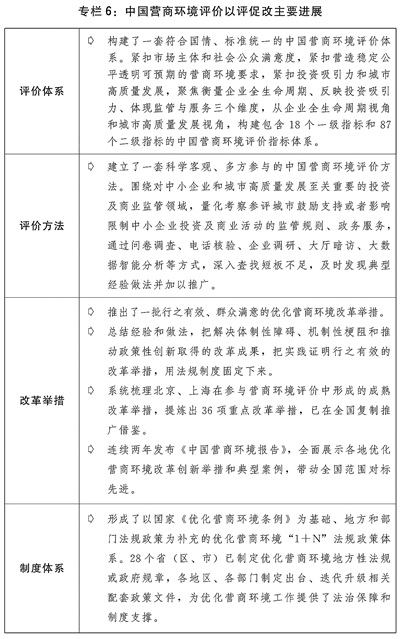 专栏 6：中国营商环境评价以评促改主要进展
评价体系
构建了一套符合国情、标准统一的中国营商环境评价体
系。紧扣市场主体和社会公众满意度，紧扣营造稳定公
平透明可预期的营商环境要求，紧扣投资吸引力和城市
高质量发展，聚焦衡量企业全生命周期、反映投资吸引
力、体现监管与服务三个维度，从企业全生命周期视角
和城市高质量发展视角，构建包含 18 个一级指标和 87
个二级指标的中国营商环境评价指标体系。
评价方法
建立了一套科学客观、多方参与的中国营商环境评价方
法。围绕对中小企业和城市高质量发展至关重要的投资
及商业监管领域，量化考察参评城市鼓励支持或者影响
限制中小企业投资及商业活动的监管规则、政务服务，
通过问卷调查、电话核验、企业调研、大厅暗访、大数
据智能分析等方式，深入查找短板不足，及时发现典型
经验做法并加以推广。
改革举措
推出了一批行之有效、群众满意的优化营商环境改革举措。
总结经验和做法，把解决体制性障碍、机制性梗阻和推
动政策性创新取得的改革成果，把实践证明行之有效的
改革举措，用法规制度固定下来。
系统梳理北京、上海在参与营商环境评价中形成的成熟
改革举措，提炼出 36 项重点改革举措，已在全国复制推
广借鉴。
连续两年发布《中国营商环境报告》，全面展示各地优化
营商环境改革创新举措和典型案例，带动全国范围对标
先进。
制度体系
形成了以国家《优化营商环境条例》为基础、地方和部
门法规政策为补充的优化营商环境“1＋N”法规政策体
系。28 个省（区、市）已制定优化营商环境地方性法规
或政府规章，各地区、各部门制定出台、迭代升级相关
配套政策文件，为优化营商环境工作提供了法治保障和
制度支撑。